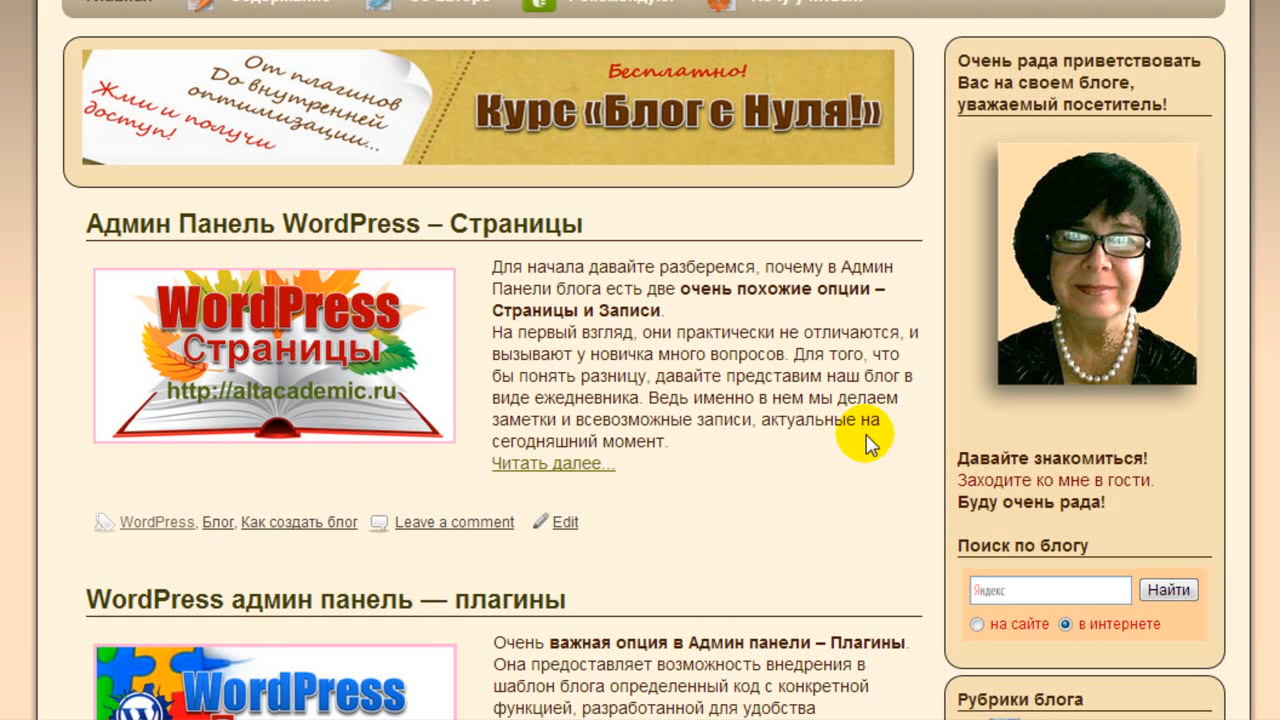 Главная Содержание Об авторе Рекомендую Хочу учиться!
От плагинов
До внутренней
оптимизации...
Жми и получи
доступ!
Бесплатно!
Курс «Блог с Нуля!»
Админ Панель WordPress – Страницы
WordPress
Страницы
http://altacademic.ru
Для начала давайте разберемся, почему в Админ
Панели блога есть две очень похожие опции –
Страницы и Записи.
На первый взгляд, они практически не отличаются, и
вызывают у новичка много вопросов. Для того, что
бы понять разницу, давайте представим наш блог в
виде ежедневника. Ведь именно в нем мы делаем
заметки и всевозможные записи, актуальные на
сегодняшний момент.
Читать далее...
WordPress, Блог, Как создать блог Leave a comment Edit
WordPress админ панель — плагины
WordPress
Очень важная опция в Админ панели – Плагины.
Она предоставляет возможность внедрения в
шаблон блога определенный код с конкретной
функцией, разработанной для удобства
Очень рада приветствовать
Вас на своем блоге,
уважаемый посетитель!
Давайте знакомиться!
Заходите ко мне в гости.
Буду очень рада!
Поиск по блогу
Яндекс Найти
на сайте в интернете
Рубрики блога